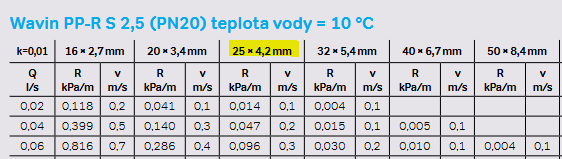 Wavin PP-R S 2,5 (PN20) teplota vody = 10 °C
k=0,01 16 × 2,7 mm 20 × 3,4 mm 25 × 4,2 mm 32 × 5,4 mm 40 × 6,7 mm 50 × 8,4 mm
Q R v R v R v R v R v R v
l/s kPa/m m/s kPa/m m/s kPa/m m/s kPa/m m/s kPa/m m/s kPa/m m/s
0,02 0,118 0,2 0,041 0,1 0,014 0,1 0,004 0,1
0,04 0,399 0,5 0,140 0,3 0,047 0,2 0,015 0,1 0,005 0,1
0,06 0,816 0,7 0,286 0,4 0,096 0,3 0,030 0,2 0,010 0,1 0,004 0,1